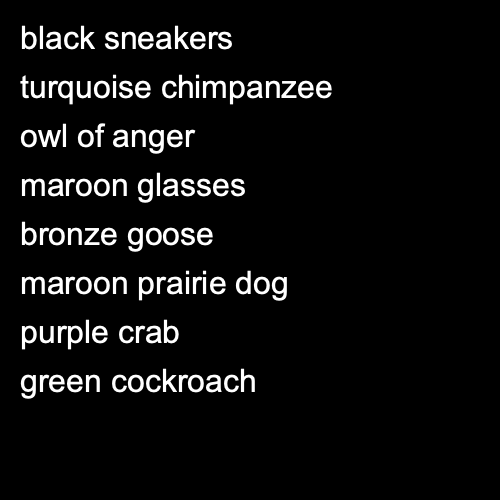 black sneakers
turquoise chimpanzee
owl of anger
maroon glasses
bronze goose
maroon prairie dog
purple crab
green cockroach